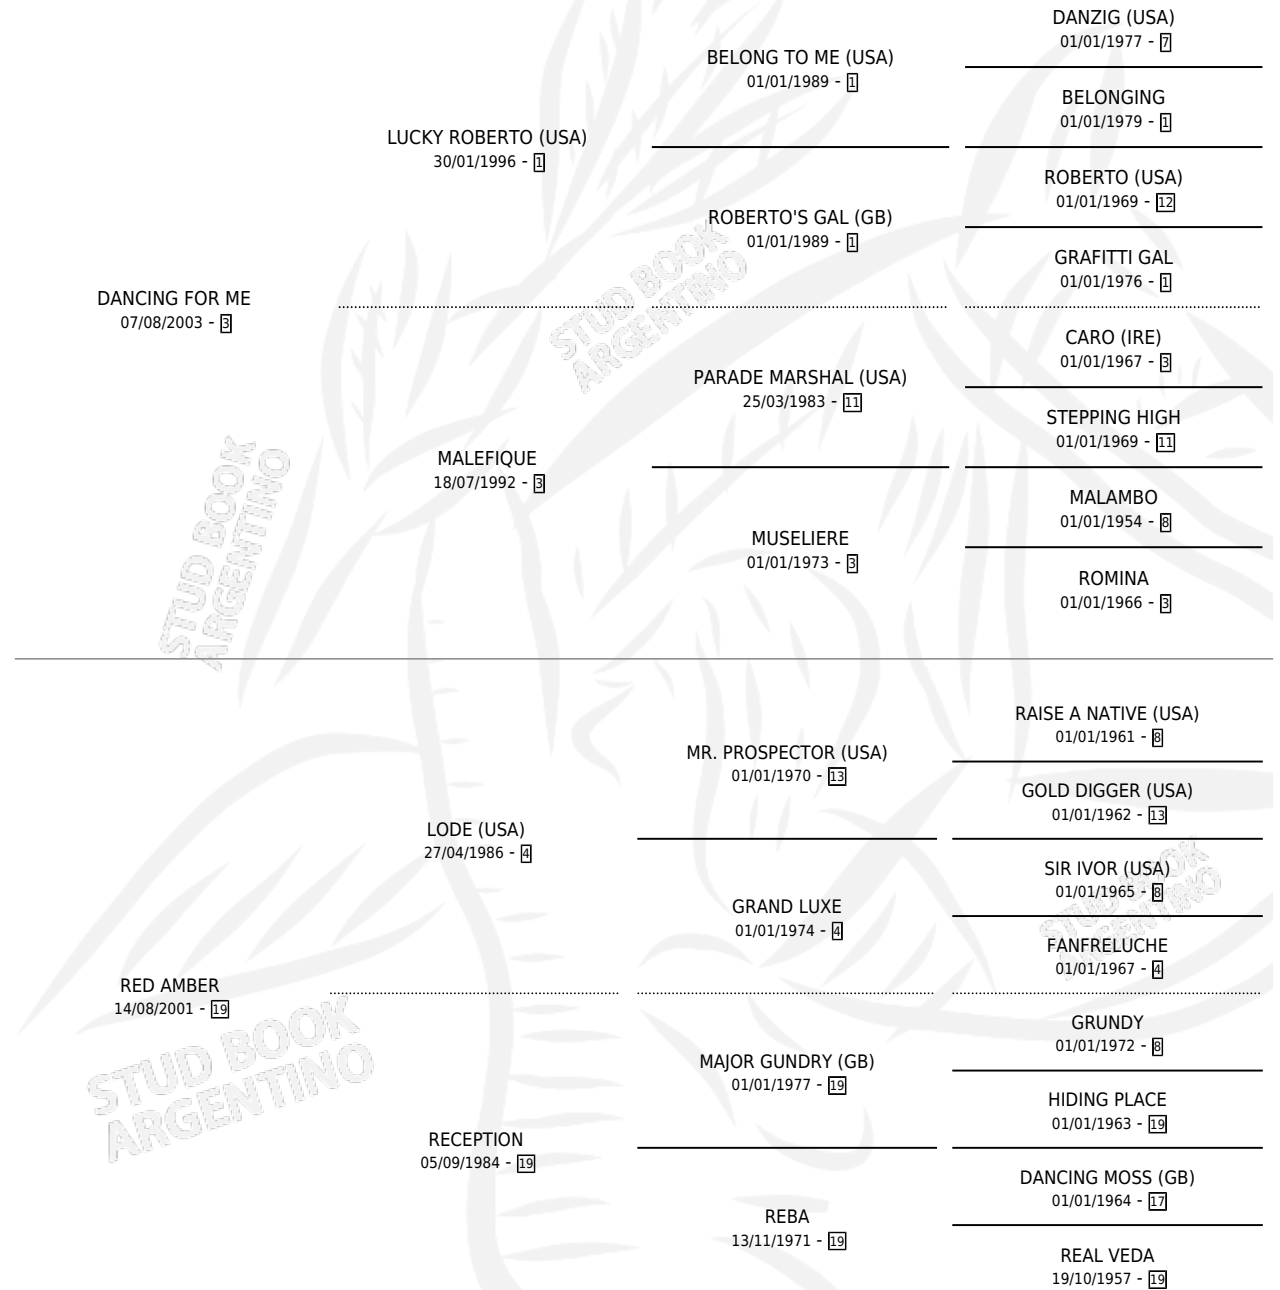 DANZIG (USA)
01/01/1977 - 7
BELONG TO ME (USA)
01/01/1989 - 1
BELONGING
01/01/1979 - 1
LUCKY ROBERTO (USA)
30/01/1996 - 1
ROBERTO (USA)
01/01/1969 - 12
ROBERTO'S GAL (GB)
01/01/1989 - 1
GRAFITTI GAL
01/01/1976 - 1
DANCING FOR ME
07/08/2003 - 3
STUD BOOK
ARGENTINO
CARO (IRE)
01/01/1967 - 3
PARADE MARSHAL (USA)
25/03/1983 - 11
STEPPING HIGH
01/01/1969 - 11
MALEFIQUE
18/07/1992 - 3
MALAMBO
01/01/1954 - 8
MUSELIERE
01/01/1973 - 3
ROMINA
01/01/1966 - 3
STUD BOOK
ARGENTINO
RAISE A NATIVE (USA)
01/01/1961 - 8
MR. PROSPECTOR (USA)
01/01/1970 - 13
GOLD DIGGER (USA)
01/01/1962 - 13
LODE (USA)
27/04/1986 - 4
SIR IVOR (USA)
01/01/1965 - 8
GRAND LUXE
01/01/1974 - 4
STUD BOOK
ARGENTINO
FANFRELUCHE
01/01/1967 - 4
RED AMBER
14/08/2001 - 19
GRUNDY
01/01/1972 - 8
MAJOR GUNDRY (GB)
01/01/1977 - 19
STUD BOOK
ARGENTINO
HIDING PLACE
01/01/1963 - 19
RECEPTION
05/09/1984 - 19
DANCING MOSS (GB)
01/01/1964 - 17
REBA
13/11/1971 - 19
REAL VEDA
19/10/1957 - 19